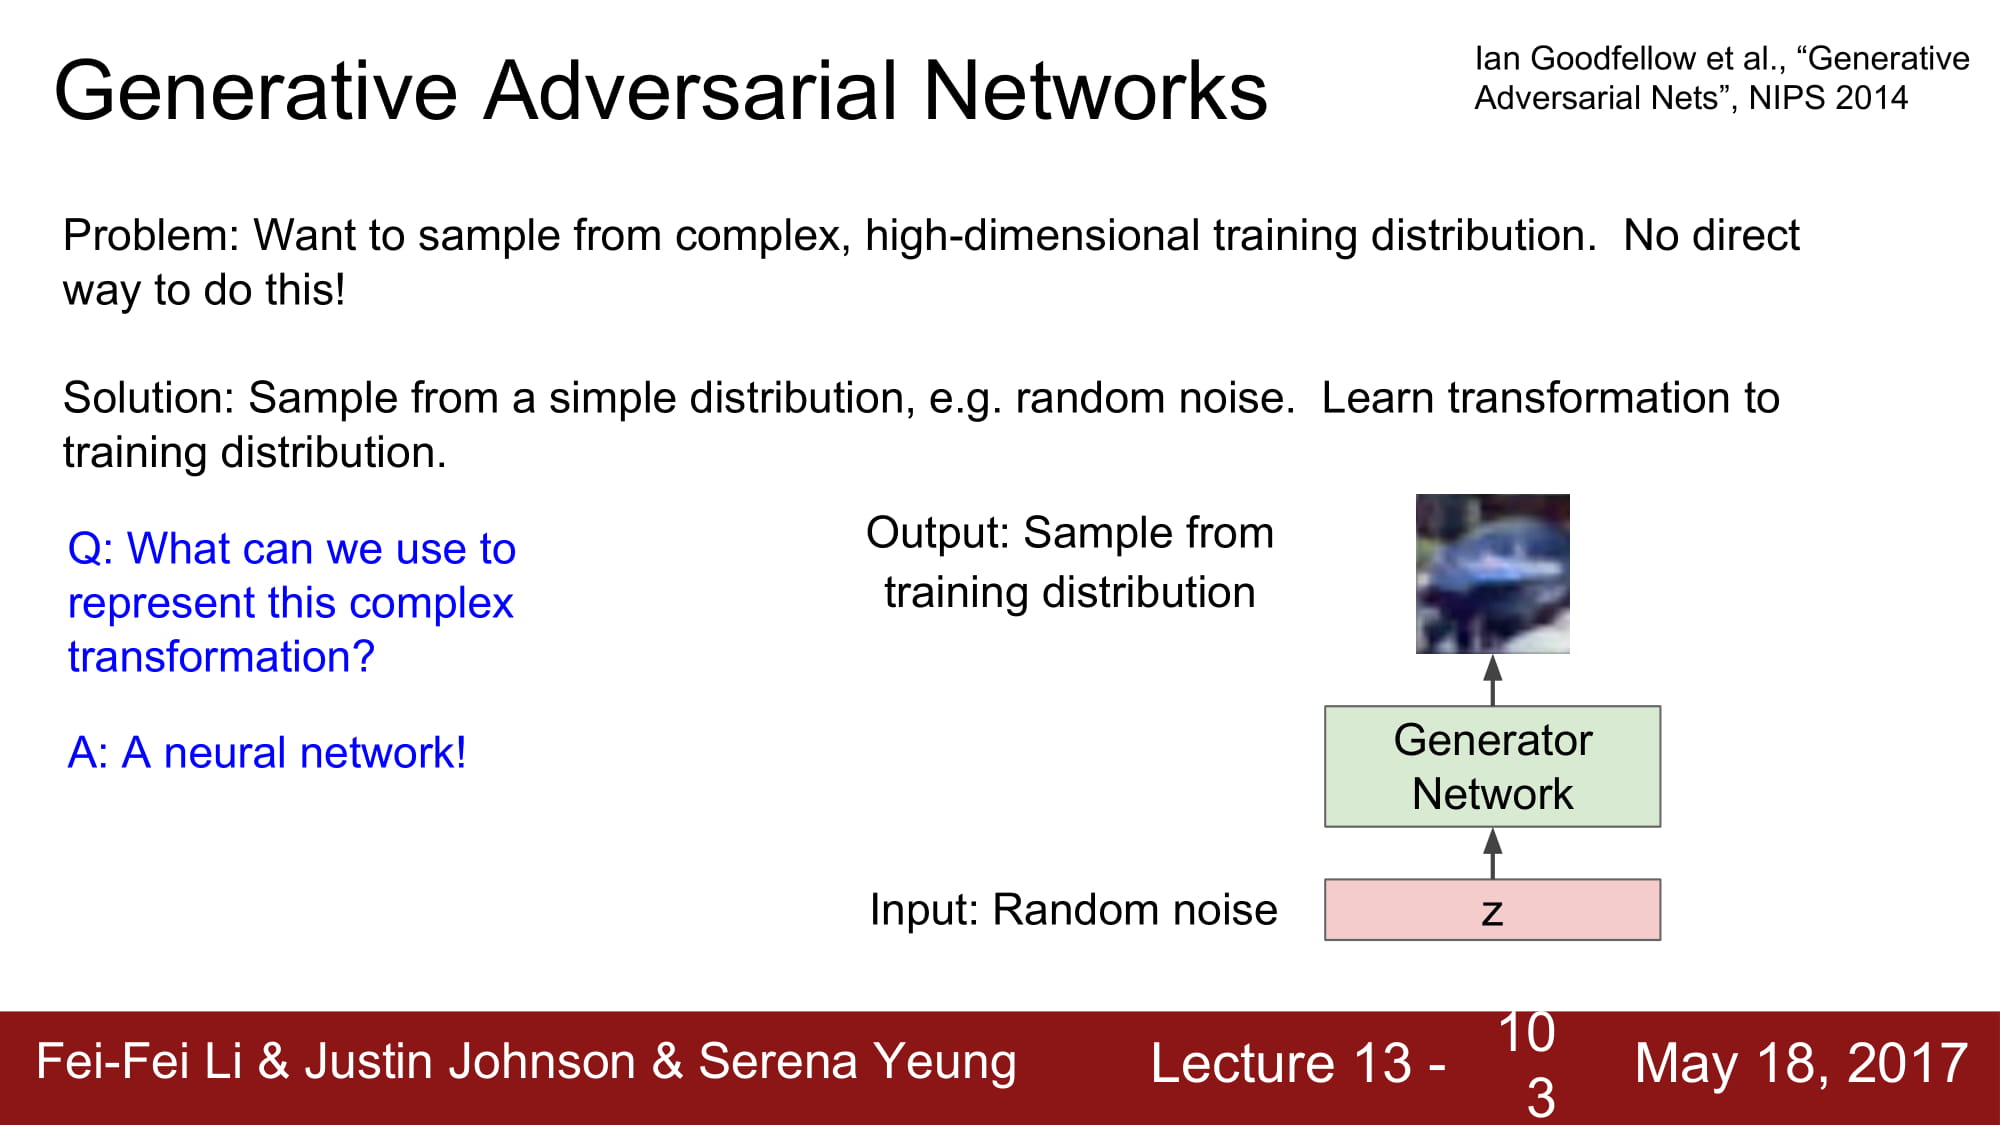 Generative Adversarial Networks
Ian Goodfellow et al., “Generative
Adversarial Nets”, NIPS 2014
Problem: Want to sample from complex, high-dimensional training distribution.  No direct
way to do this!
Solution: Sample from a simple distribution, e.g. random noise.  Learn transformation to
training distribution.
Q: What can we use to
represent this complex
transformation?
A: A neural network!
Output: Sample from
training distribution
Generator
Network
Input: Random noise
z
Fei-Fei Li & Justin Johnson & Serena Yeung
Lecture 13 -
10
3
May 18, 2017